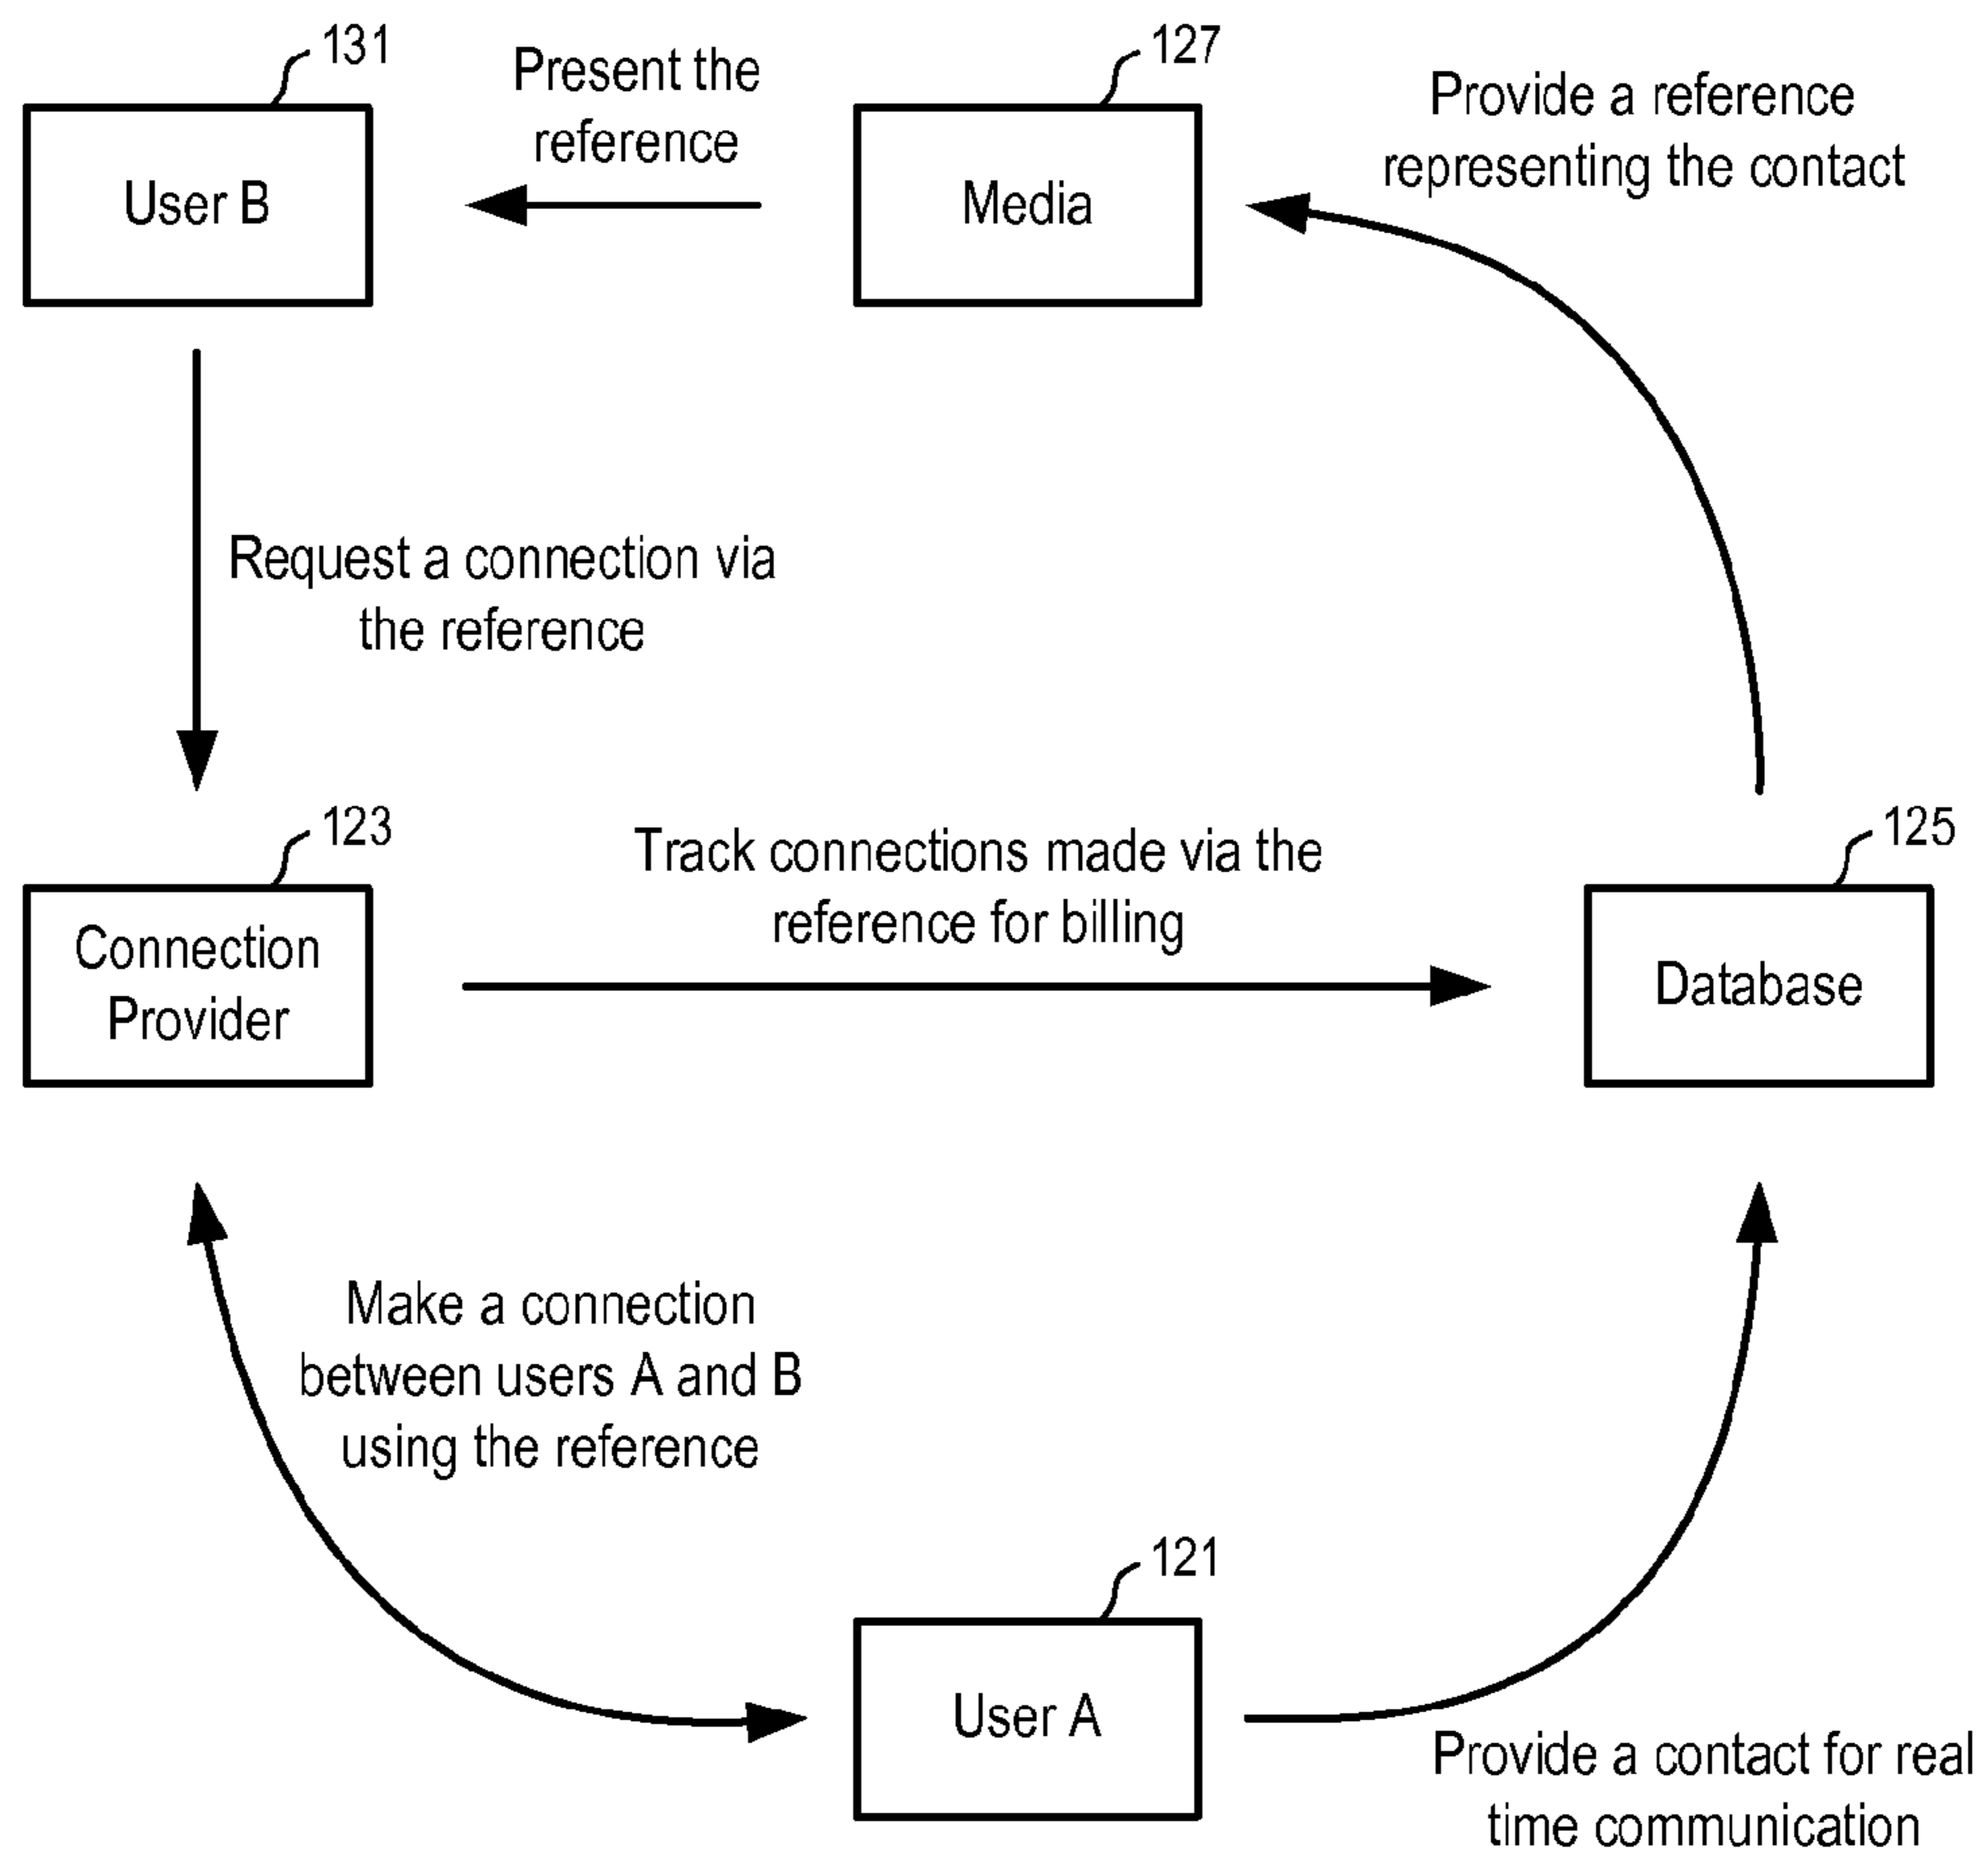 131
Present the
reference
127
Provide a reference
representing the contact
User B
Media
Request a connection via
the reference
123
Track connections made via the
reference for billing
125
Connection
Provider
Database
Make a connection
between users A and B
using the reference
121
User A
Provide a contact for real
time communication